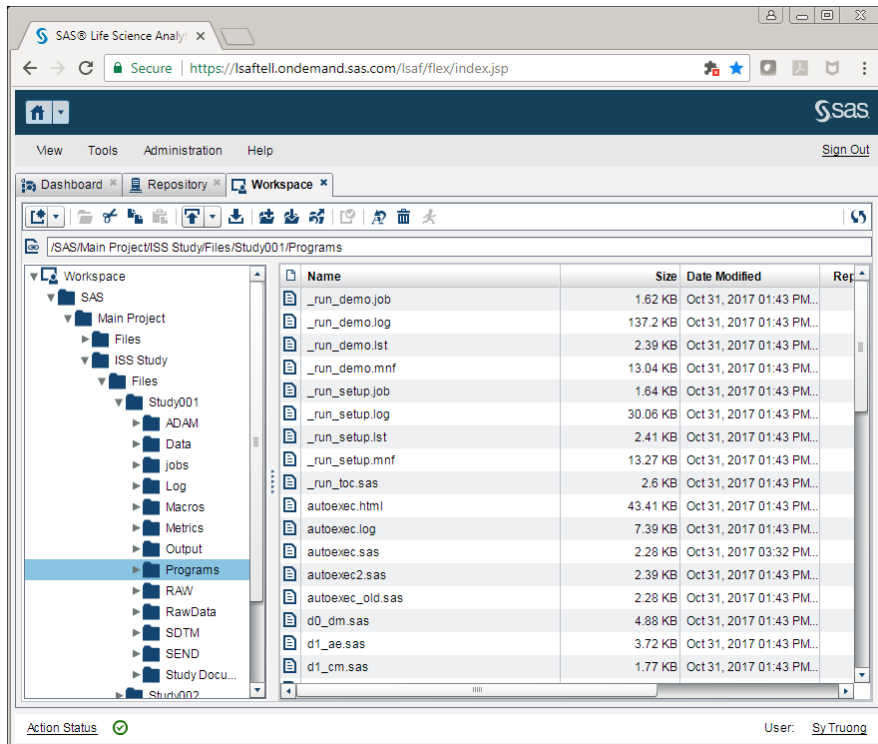 SAS® Life Science Analyt
Secure | https://lsaftell.ondemand.sas.com/lsaf/flex/index.jsp
sas
View Tools Administration Help Sign Out
Dashboard Repository Workspace
/SAS/Main Project/ISS Study/Files/Study001/Programs
Workspace
SAS
Main Project
Files
ISS Study
Files
Study001
ADAM
Data
jobs
Log
Macros
Metrics
Output
Programs
RAW
RawData
SDTM
SEND
Study Docu...
Study002
Name Size Date Modified Rep
_run_demo.job 1.62 KB Oct 31, 2017 01:43 PM...
_run_demo.log 137.2 KB Oct 31, 2017 01:43 PM...
_run_demo.lst 2.39 KB Oct 31, 2017 01:43 PM...
_run_demo.mnf 13.04 KB Oct 31, 2017 01:43 PM...
_run_setup.job 1.64 KB Oct 31, 2017 01:43 PM...
_run_setup.log 30.06 KB Oct 31, 2017 01:43 PM...
_run_setup.lst 2.41 KB Oct 31, 2017 01:43 PM...
_run_setup.mnf 13.27 KB Oct 31, 2017 01:43 PM...
_run_toc.sas 2.6 KB Oct 31, 2017 01:43 PM...
autoexec.html 43.41 KB Oct 31, 2017 01:43 PM...
autoexec.log 7.39 KB Oct 31, 2017 01:43 PM...
autoexec.sas 2.28 KB Oct 31, 2017 03:32 PM...
autoexec2.sas 2.39 KB Oct 31, 2017 01:43 PM...
autoexec_old.sas 2.28 KB Oct 31, 2017 01:43 PM...
d0_dm.sas 4.88 KB Oct 31, 2017 01:43 PM...
d1_ae.sas 3.72 KB Oct 31, 2017 01:43 PM...
d1_cm.sas 1.77 KB Oct 31, 2017 01:43 PM...
Action Status User: Sy Truong